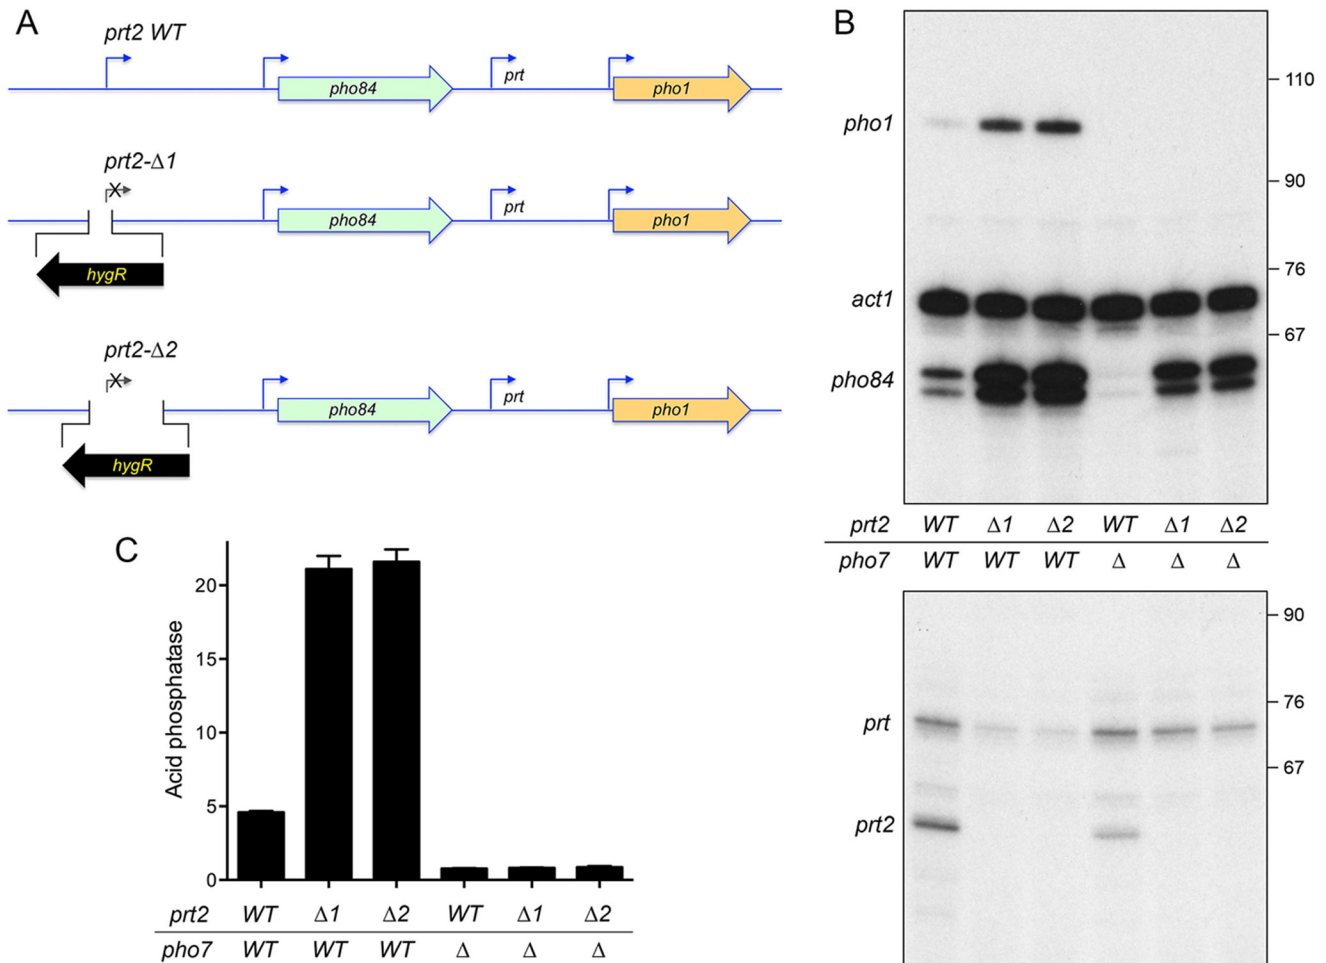 A
prt2 WT
pho84
prt
pho1
prt2-Δ1
pho84
prt
pho1
hygR
prt2-Δ2
pho84
prt
pho1
hygR
B
110
pho1
90
76
act1
67
pho84
prt2 WT Δ1 Δ2 WT Δ1 Δ2
pho7 WT WT WT Δ Δ Δ
90
76
prt
67
prt2
C
Acid phosphatase
20
15
10
5
0
prt2 WT Δ1 Δ2 WT Δ1 Δ2
pho7 WT WT WT Δ Δ Δ